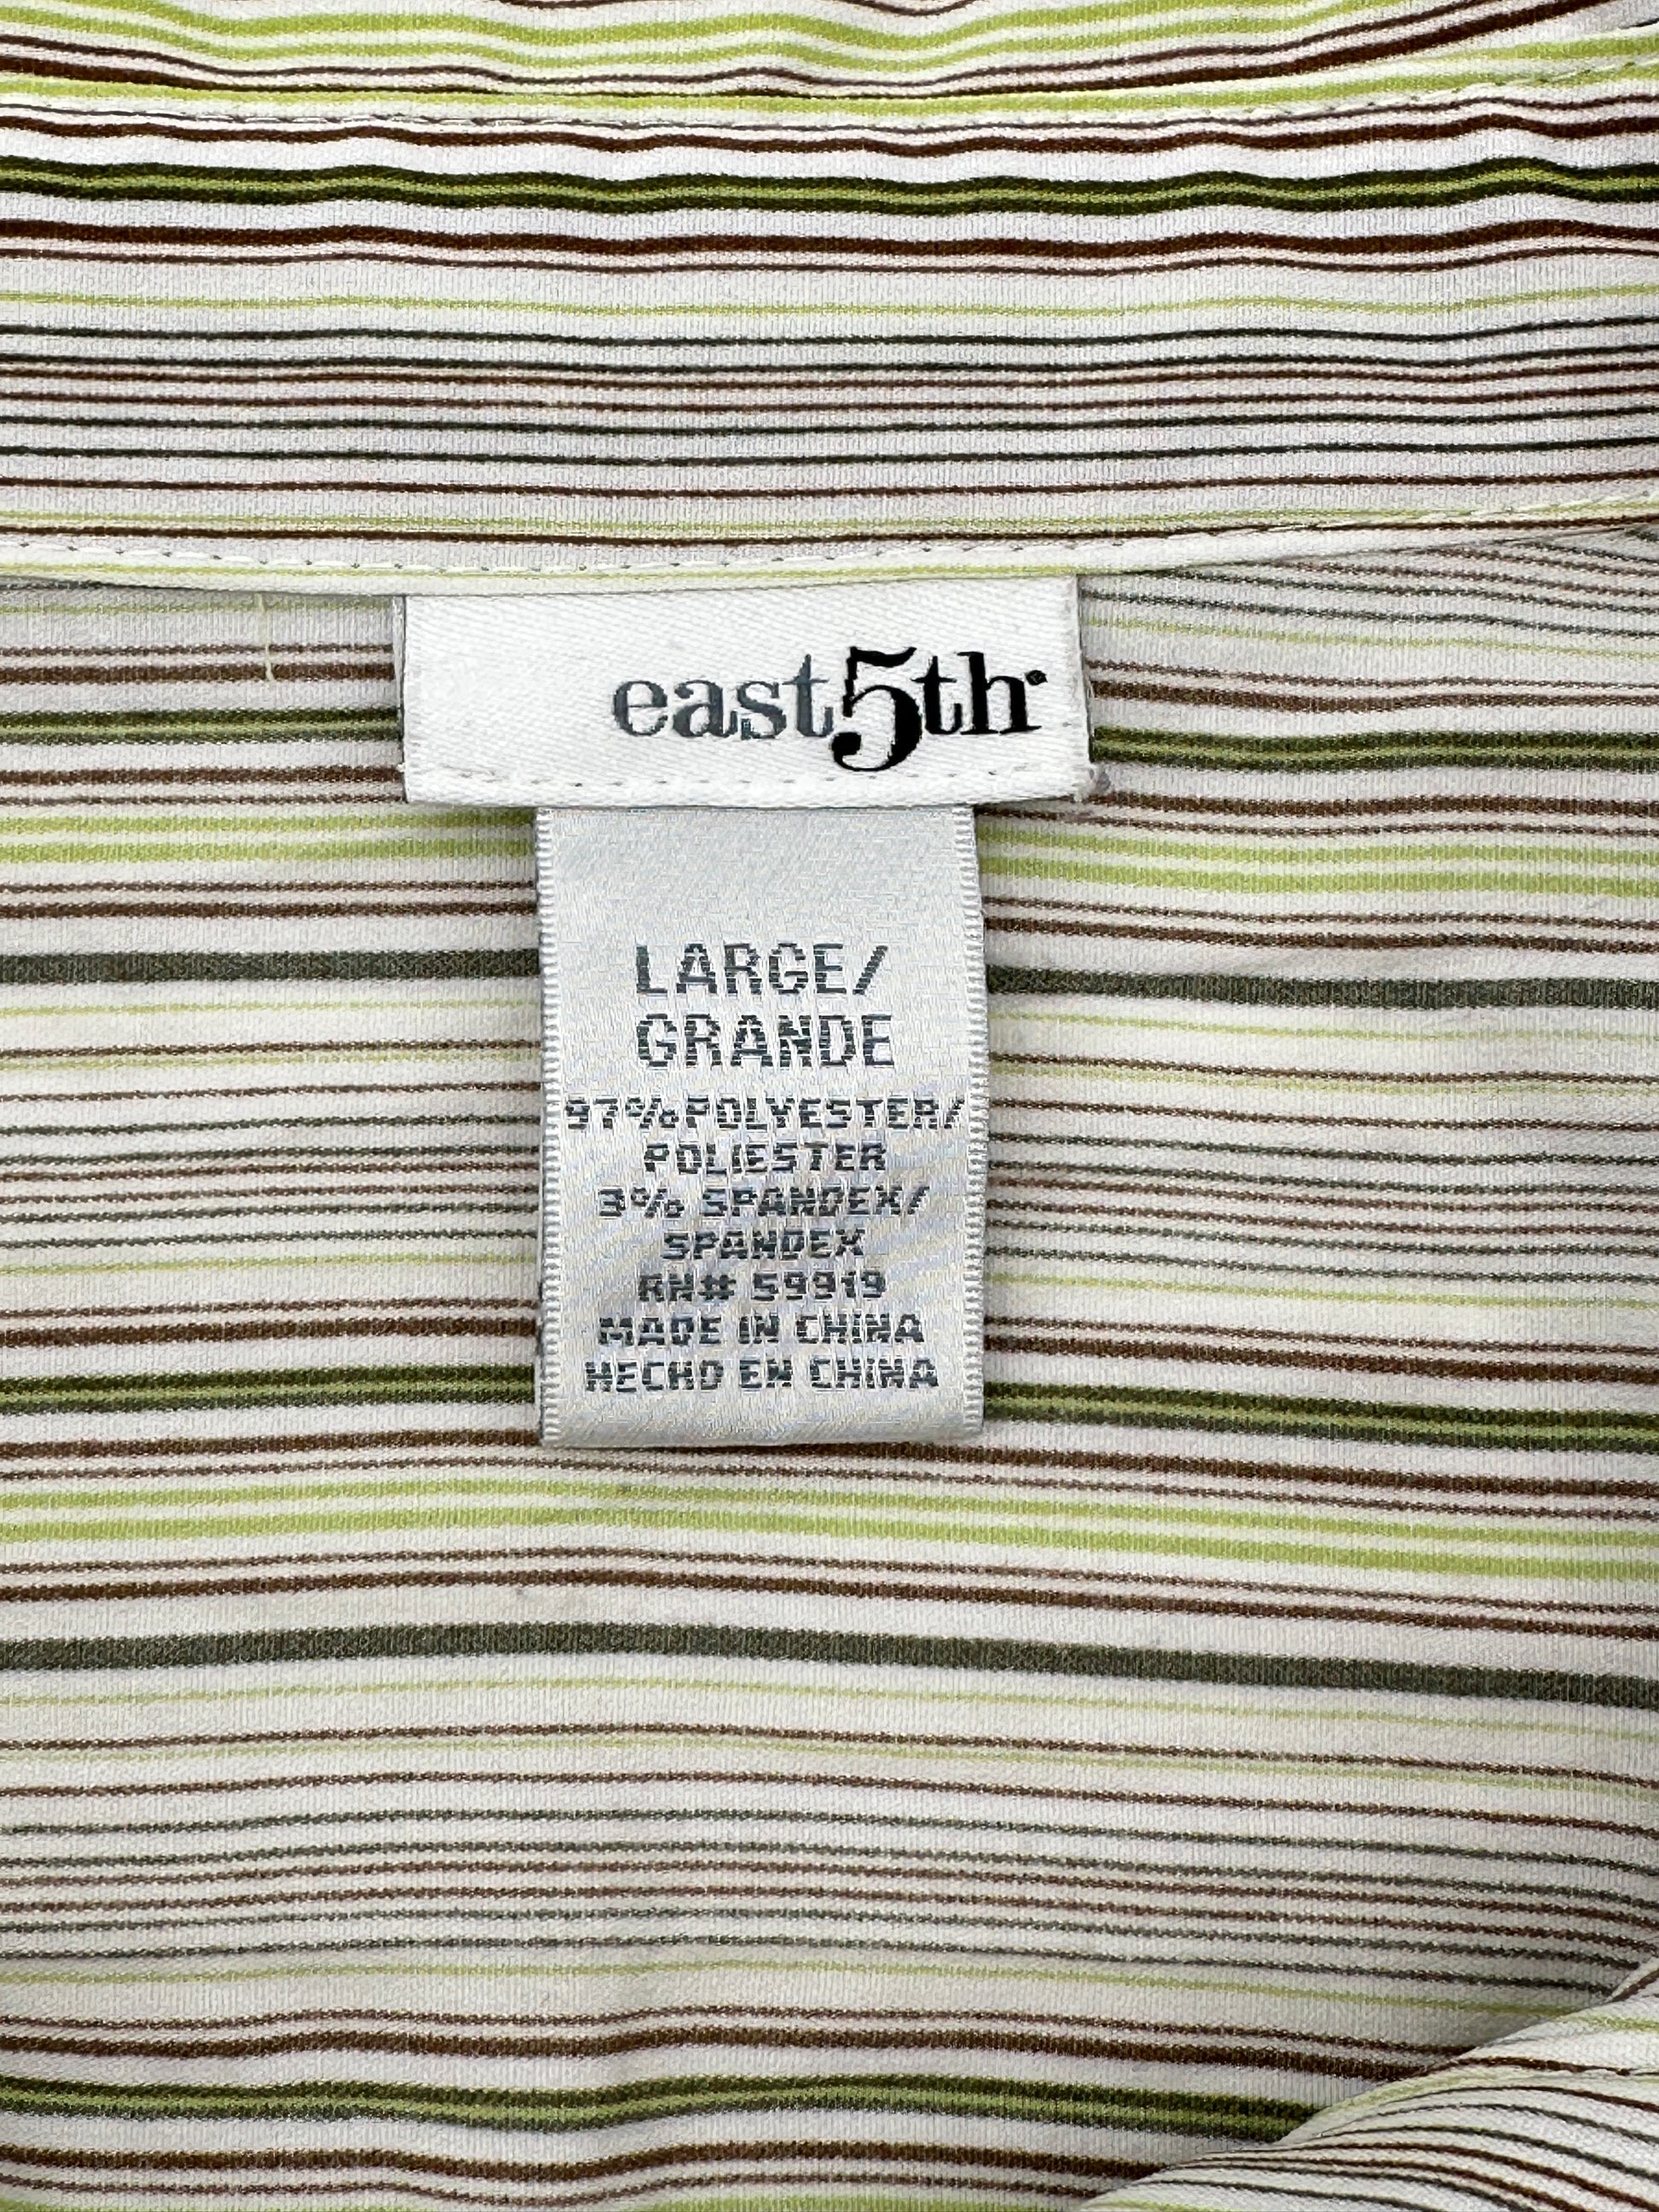 east5th
LARGE/
GRANDE
97% POLYESTER/
POLIESTER
3% SPANDEX/
SPANDEX
RN# 59919
MADE IN CHINA
HECHO EN CHINA